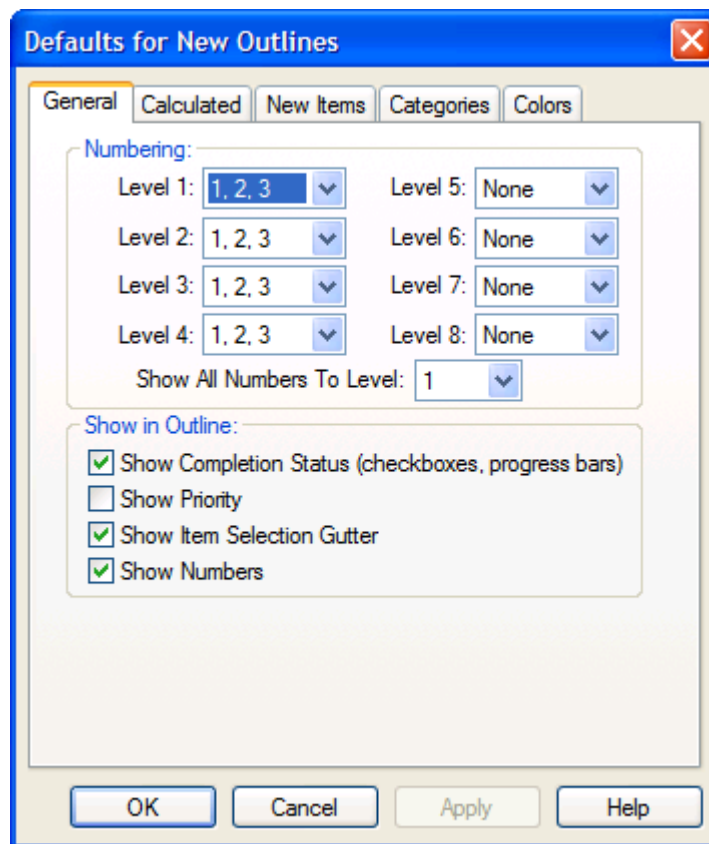 Defaults for New Outlines
General Calculated New Items Categories Colors
Numbering:
Level 1: 1, 2, 3 Level 5: None
Level 2: 1, 2, 3 Level 6: None
Level 3: 1, 2, 3 Level 7: None
Level 4: 1, 2, 3 Level 8: None
Show All Numbers To Level: 1
Show in Outline:
Show Completion Status (checkboxes, progress bars)
Show Priority
Show Item Selection Gutter
Show Numbers
OK Cancel Apply Help